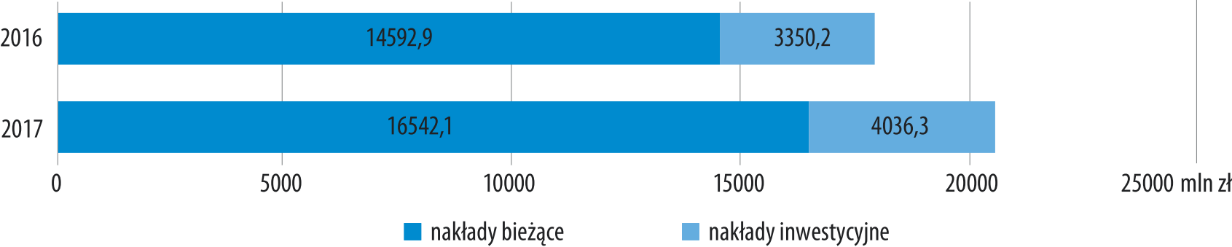 2016 14592,9 3350,2
2017 16542,1 4036,3
0 5000 10000 15000 20000 25000 mln zł
nakłady bieżące nakłady inwestycyjne